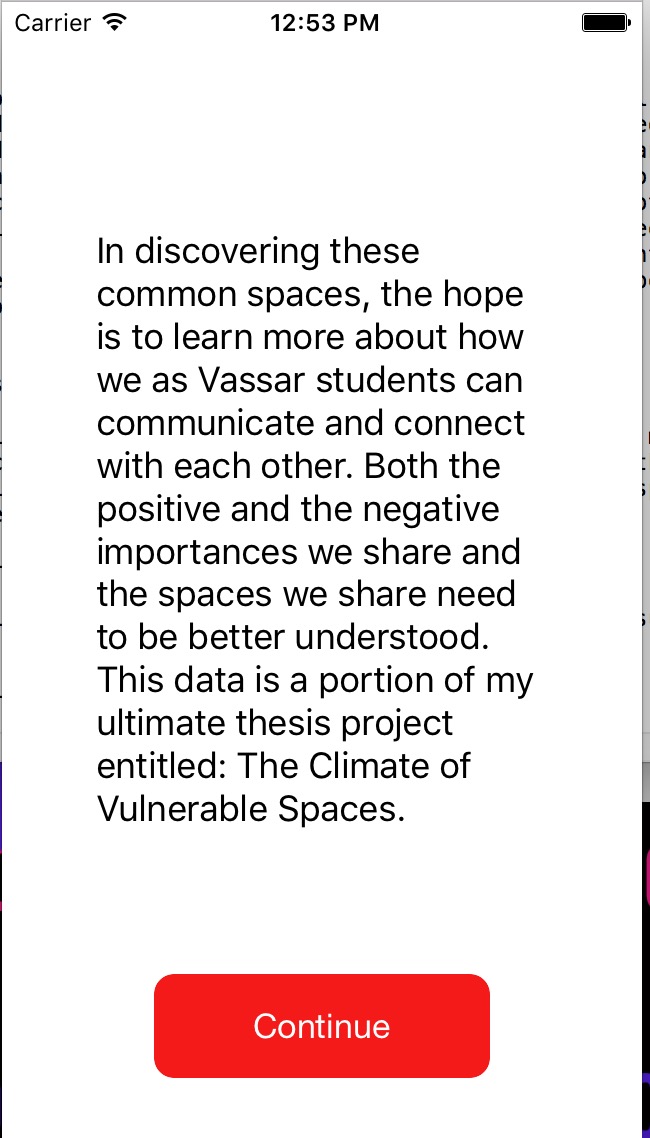 Carrier 12:53 PM
In discovering these
common spaces, the hope
is to learn more about how
we as Vassar students can
communicate and connect
with each other. Both the
positive and the negative
importances we share and
the spaces we share need
to be better understood.
This data is a portion of my
ultimate thesis project
entitled: The Climate of
Vulnerable Spaces.
Continue